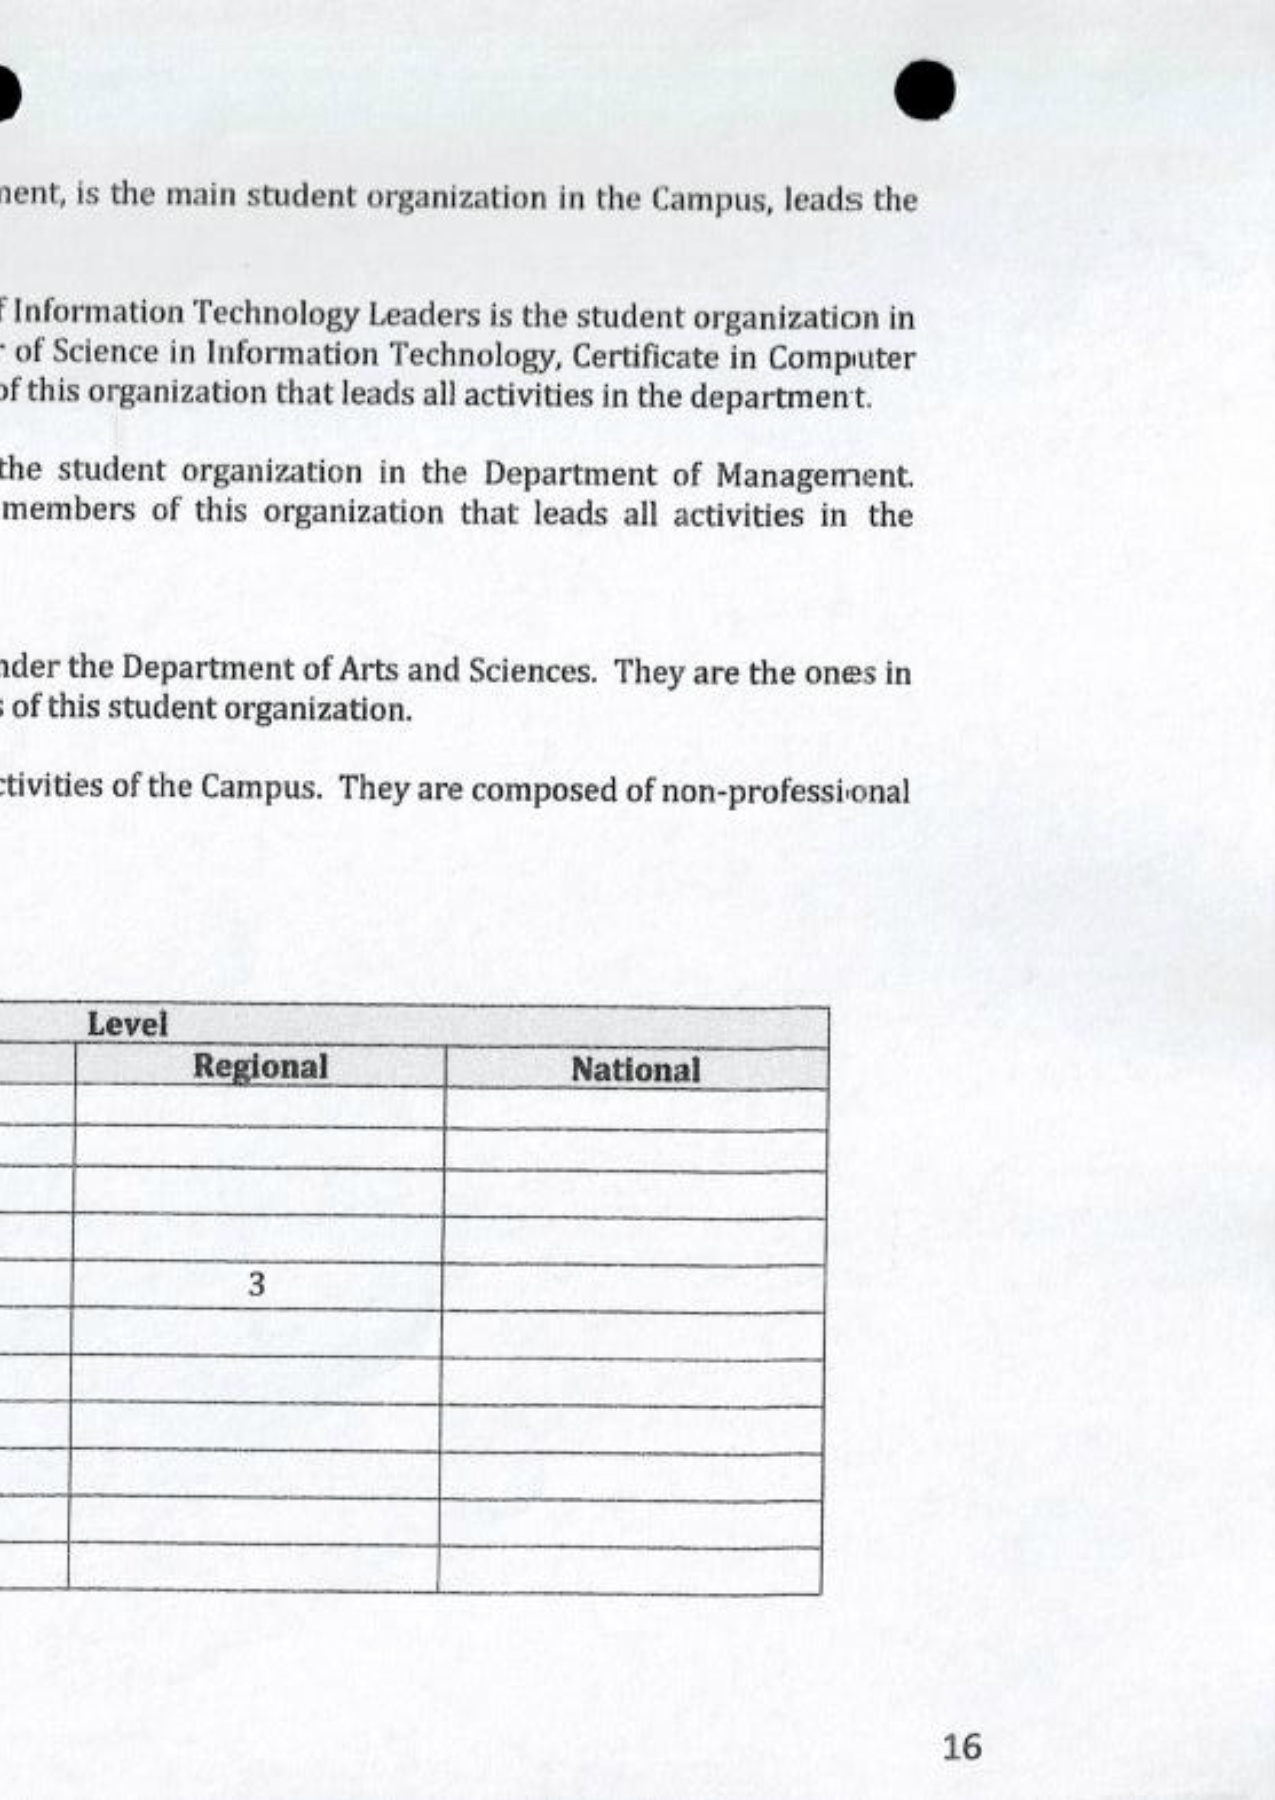 is the main student organization in the Campus, leads the
Information Technology Leaders is the student organization in
of Science in Information Technology, Certificate in Computer
of this organization that leads all activities in the department.
the student organization in the Department of Management.
members of this organization that leads all activities in the
the Department of Arts and Sciences. They are the ones in
of this student organization.
of the Campus. They are composed of non-professional
Level
Regional National
3
16